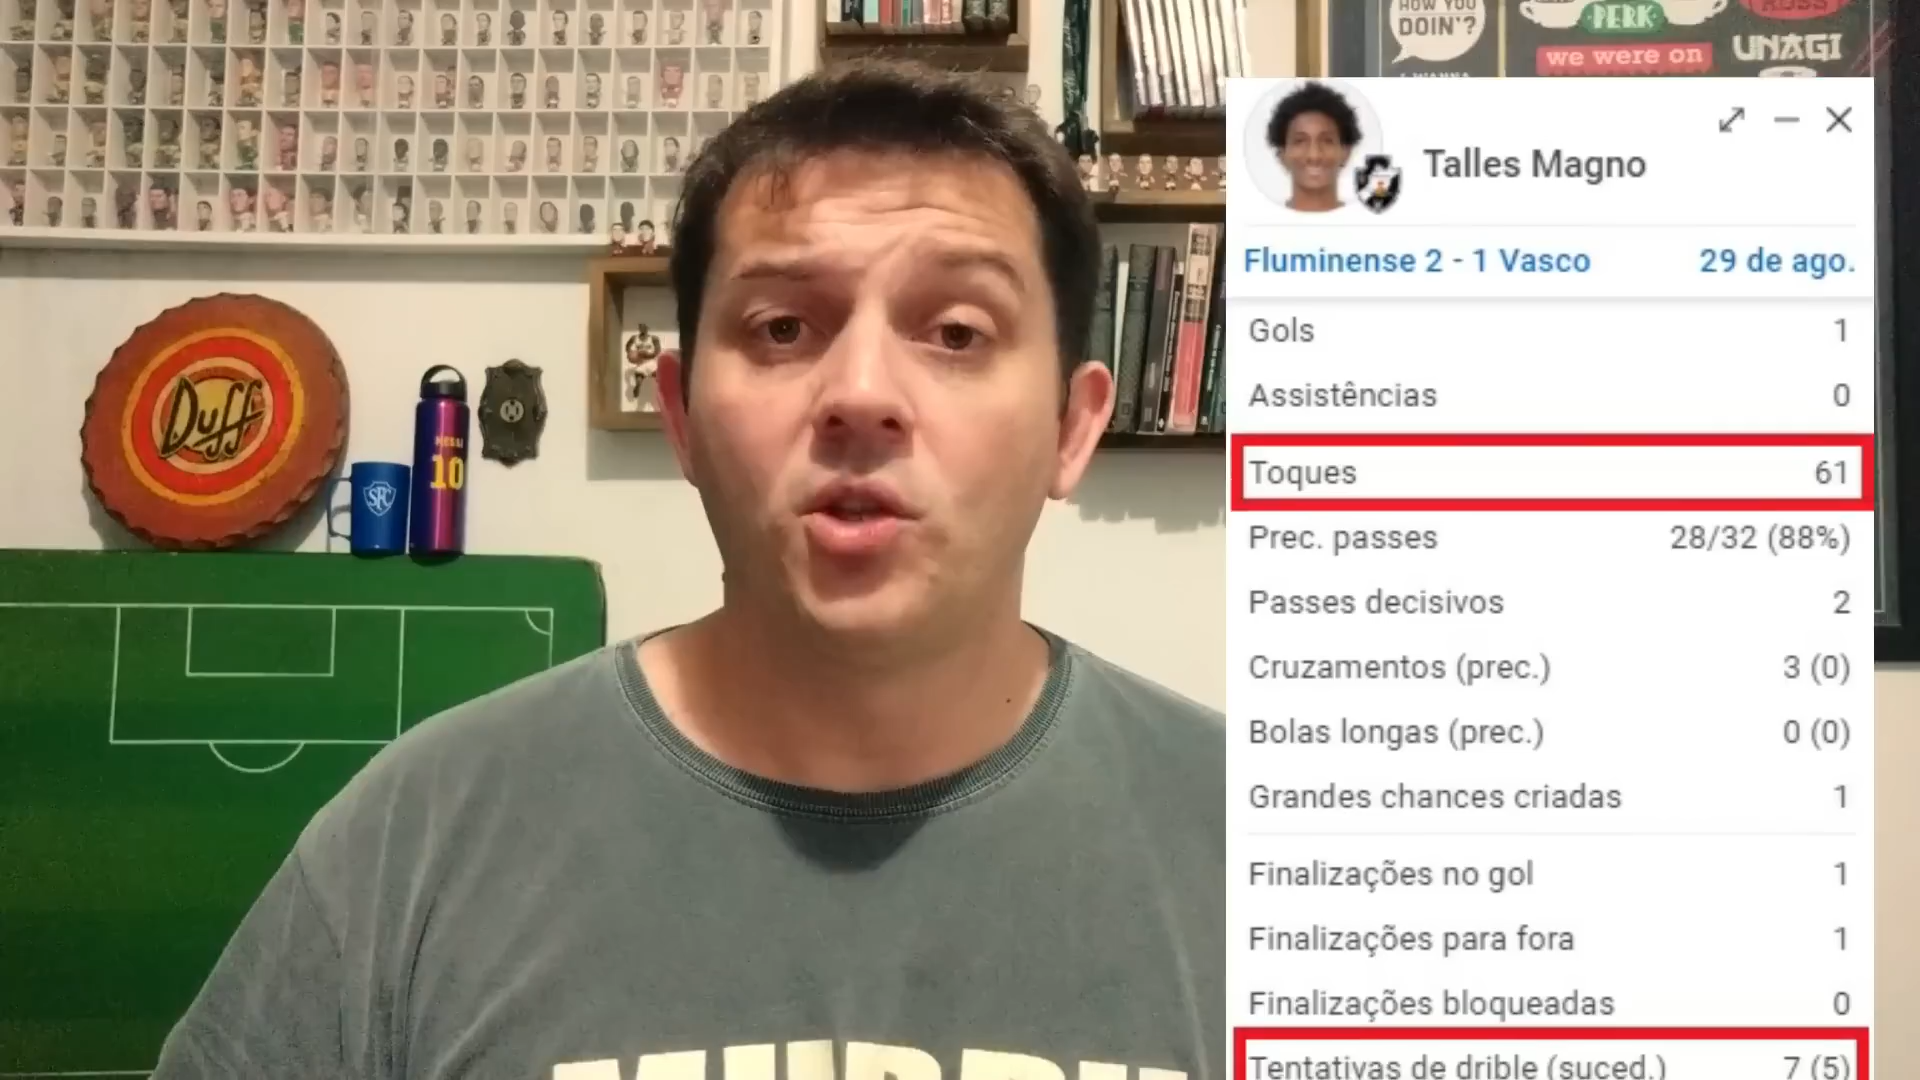 HOW YOU
DOIN'?
PERK
we were on
UNAGI
Talles Magno
Fluminense 2 - 1 Vasco 29 de ago.
Gols 1
Assistências 0
Toques 61
Prec. passes 28/32 (88%)
Passes decisivos 2
Cruzamentos (prec.) 3 (0)
Bolas longas (prec.) 0 (0)
Grandes chances criadas 1
Finalizações no gol 1
Finalizações para fora 1
Finalizações bloqueadas 0
Tentativas de drible (suced.) 7 (5)
Duff
SFC
MESSI
10